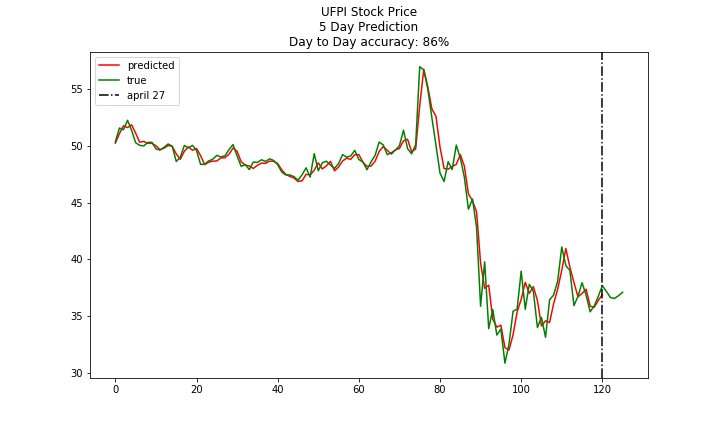 UFPI Stock Price
5 Day Prediction
Day to Day accuracy: 86%
predicted
true
april 27
55
50
45
40
35
30
0
20
40
60
80
100
120